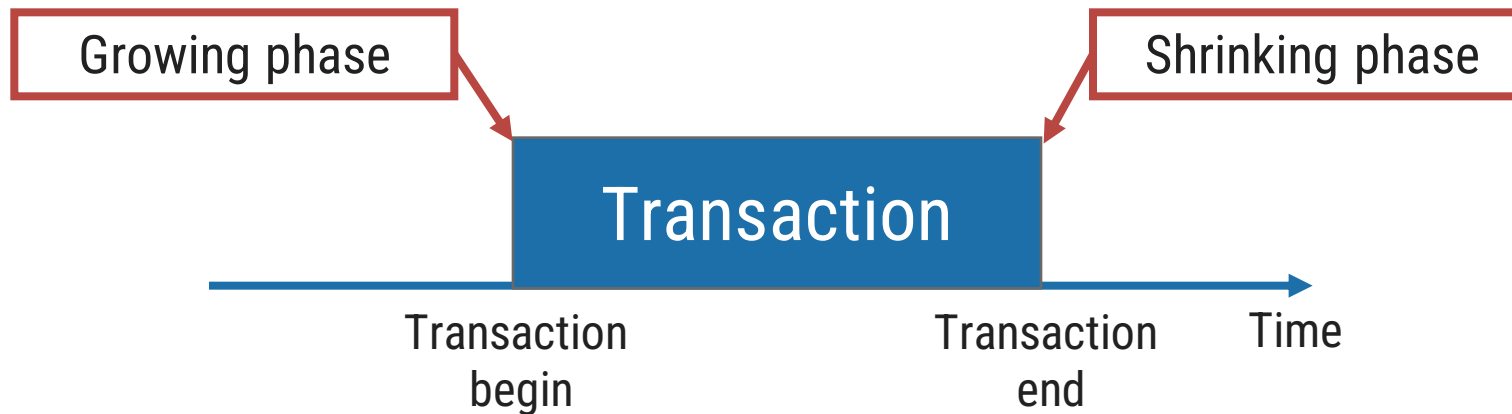 Growing phase
Shrinking phase
Transaction
Transaction
begin
Transaction
end
Time